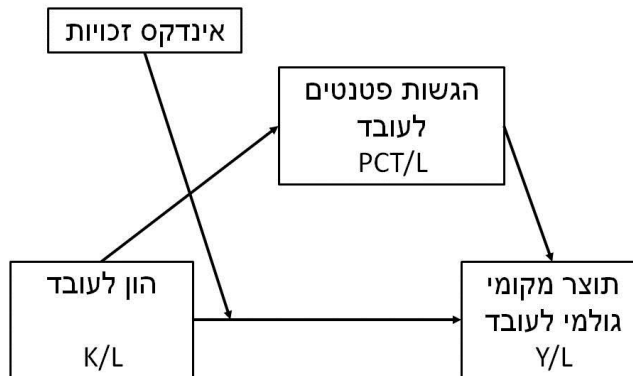 אינדקס זכויות
הגשות פטנטים
לעובד
PCT/L
הון לעובד
K/L
תוצר מקומי
גולמי לעובד
Y/L